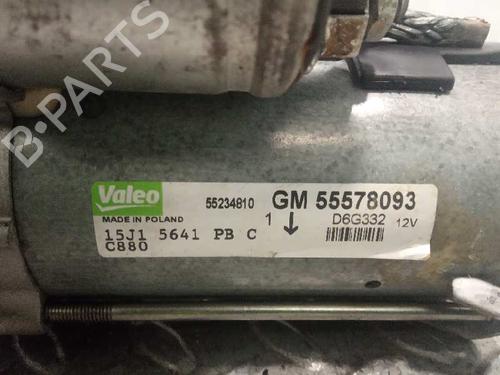 B-PARTS
Valeo 55234810 GM 55578093
MADE IN POLAND 1 ↓ D6G332 12V
15J1 5641 PB C
C880